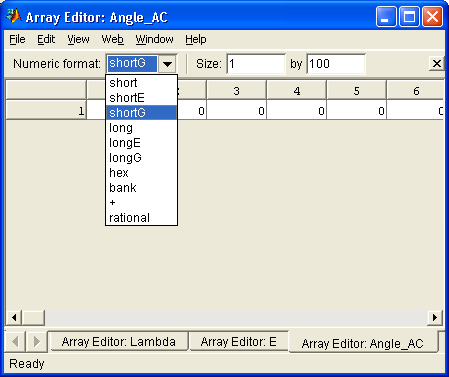 Array Editor: Angle_AC
File Edit View Web Window Help
Numeric format: shortG Size: 1 by 100
3 4 5 6
1 0 0 0 0 0
short
shortE
shortG
long
longE
longG
hex
bank
+
rational
Array Editor: Lambda Array Editor: E Array Editor: Angle_AC
Ready